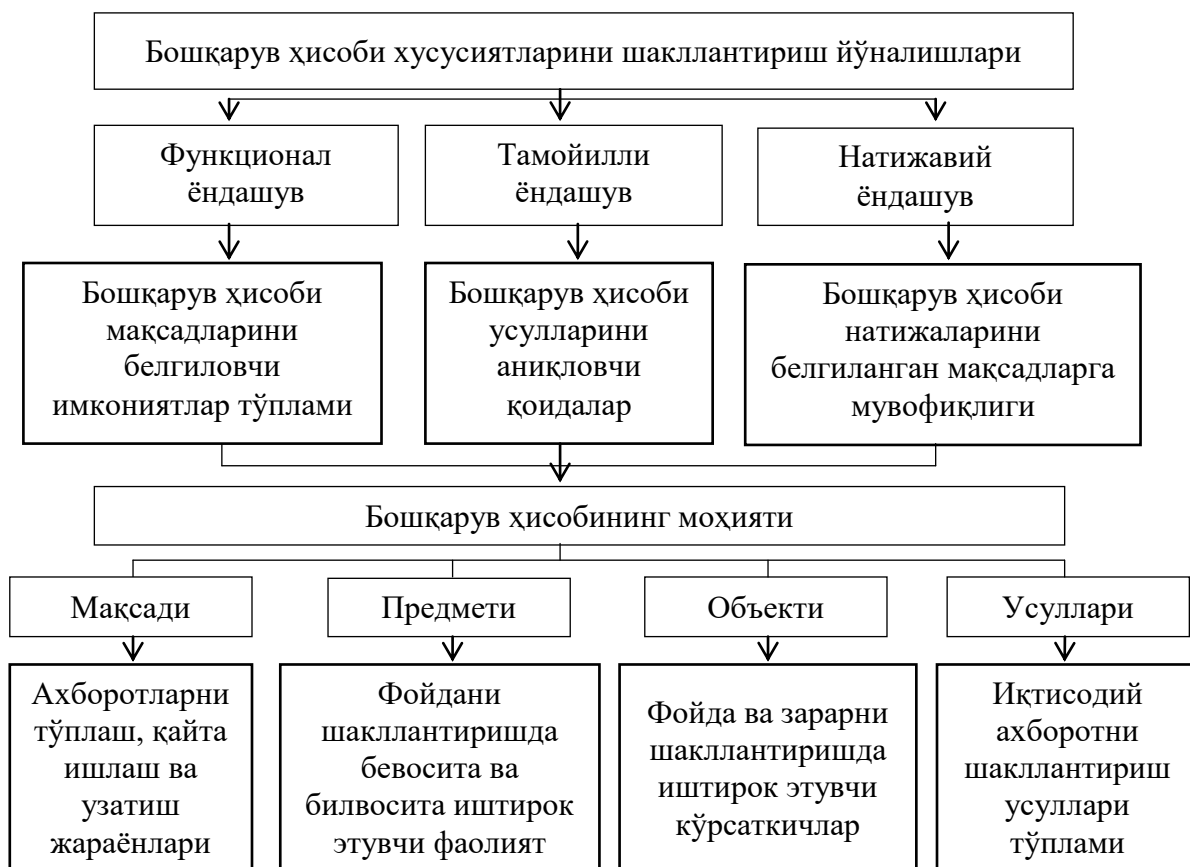 Бошқарув ҳисоби хусусиятларини шакллантириш йўналишлари
Функционал
ёндашув
Тамойилли
ёндашув
Натижавий
ёндашув
Бошқарув ҳисоби
мақсадларини
белгиловчи
имкониятлар тўплами
Бошқарув ҳисоби
усулларини
аниқловчи
қоидалар
Бошқарув ҳисоби
натижаларини
белгиланган мақсадларга
мувофиқлиги
Бошқарув ҳисобининг моҳияти
Мақсади
Предмети
Объекти
Усуллари
Ахборотларни
тўплаш, қайта
ишлаш ва
узатиш
жараёнлари
Фойдани
шакллантиришда
бевосита ва
билвосита иштирок
этувчи фаолият
Фойда ва зарарни
шакллантиришда
иштирок этувчи
кўрсаткичлар
Иқтисодий
ахборотни
шакллантириш
усуллари
тўплами